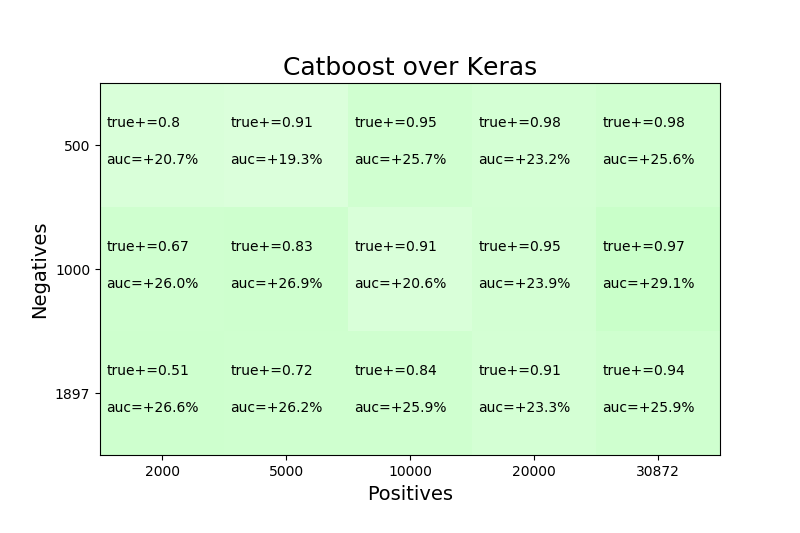 Catboost over Keras
true+=0.8 true+=0.91 true+=0.95 true+=0.98 true+=0.98
500
auc=+20.7% auc=+19.3% auc=+25.7% auc=+23.2% auc=+25.6%
true+=0.67 true+=0.83 true+=0.91 true+=0.95 true+=0.97
Negatives
1000
auc=+26.0% auc=+26.9% auc=+20.6% auc=+23.9% auc=+29.1%
true+=0.51 true+=0.72 true+=0.84 true+=0.91 true+=0.94
1897
auc=+26.6% auc=+26.2% auc=+25.9% auc=+23.3% auc=+25.9%
2000 5000 10000 20000 30872
Positives